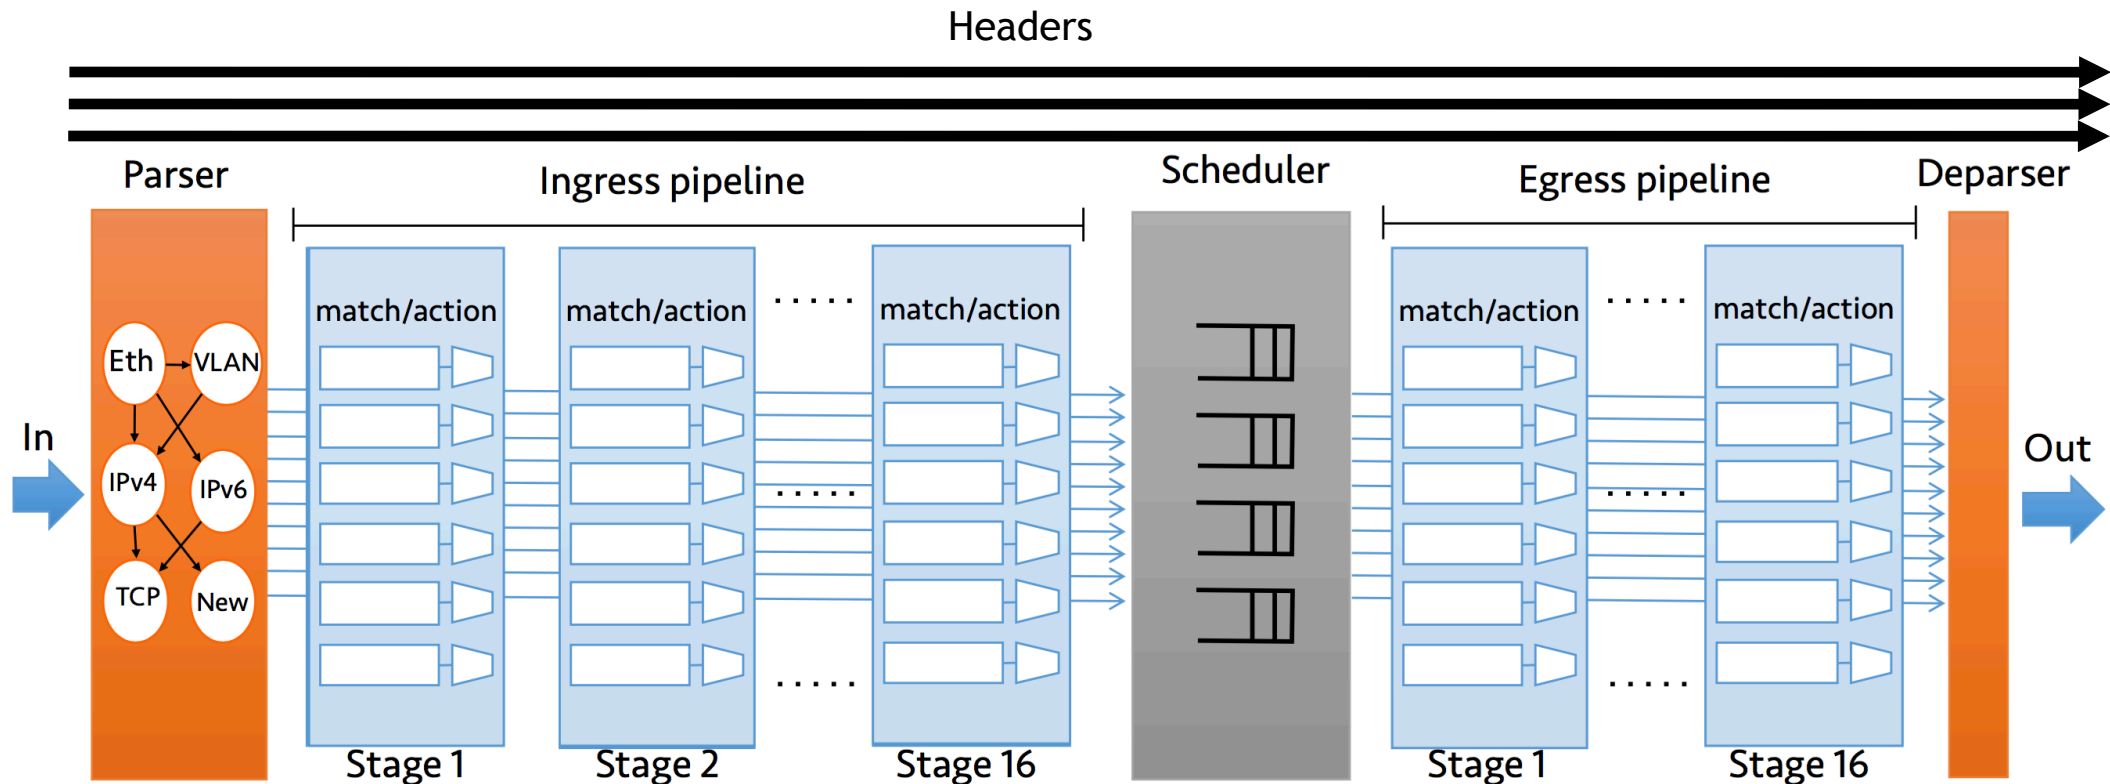 Headers
Parser
Ingress pipeline
Scheduler
Egress pipeline
Deparser
match/action
match/action
.....
match/action
match/action
.....
match/action
Eth
VLAN
In
IPv4
IPv6
.....
.....
Out
TCP
New
.....
.....
Stage 1
Stage 2
Stage 16
Stage 1
Stage 16